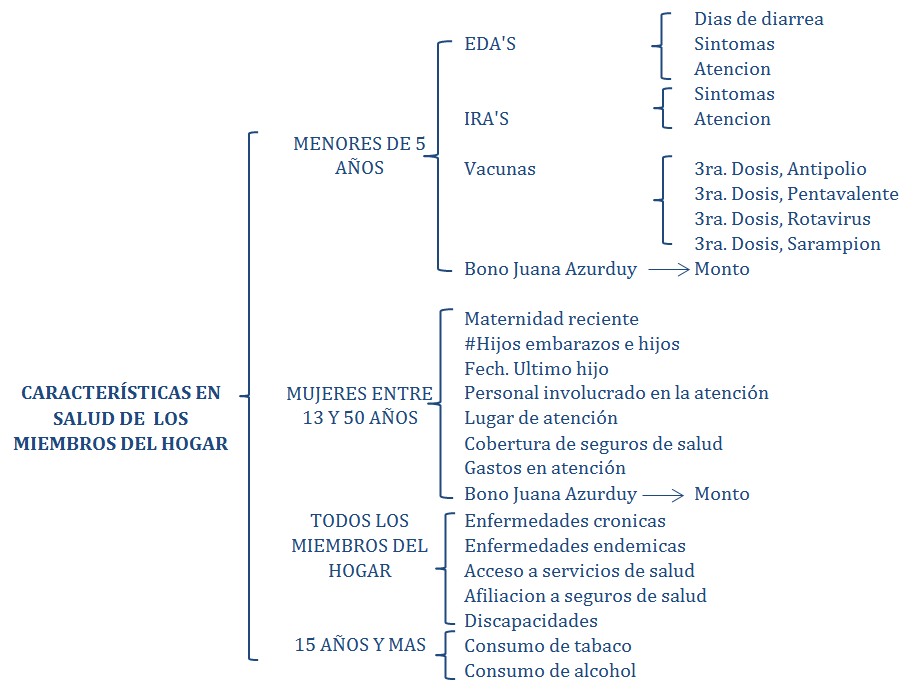 CARACTERÍSTICAS EN
SALUD DE LOS
MIEMBROS DEL HOGAR
MENORES DE 5
AÑOS
EDA'S
Dias de diarrea
Sintomas
Atencion
IRA'S
Sintomas
Atencion
Vacunas
3ra. Dosis, Antipolio
3ra. Dosis, Pentavalente
3ra. Dosis, Rotavirus
3ra. Dosis, Sarampion
Bono Juana Azurduy
Monto
MUJERES ENTRE
13 Y 50 AÑOS
Maternidad reciente
#Hijos embarazos e hijos
Fech. Ultimo hijo
Personal involucrado en la atención
Lugar de atención
Cobertura de seguros de salud
Gastos en atención
Bono Juana Azurduy
Monto
TODOS LOS
MIEMBROS DEL
HOGAR
Enfermedades cronicas
Enfermedades endemicas
Acceso a servicios de salud
Afiliacion a seguros de salud
Discapacidades
15 AÑOS Y MAS
Consumo de tabaco
Consumo de alcohol